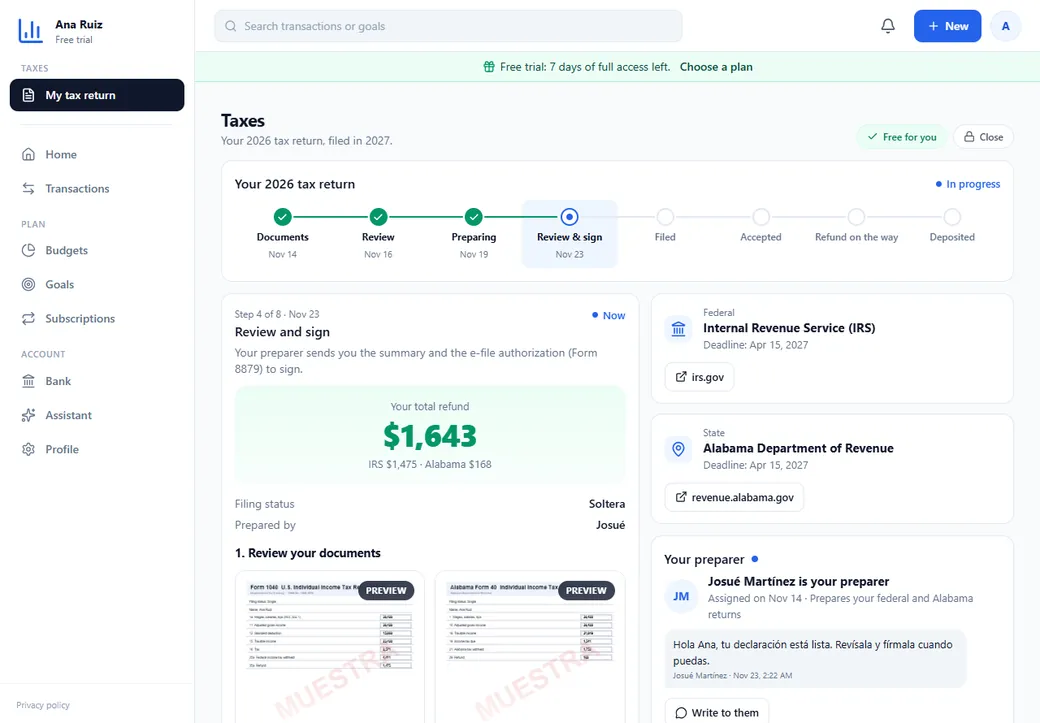 Ana Ruiz
Free trial
Search transactions or goals
New
A
TAXES
My tax return
Home
Transactions
PLAN
Budgets
Goals
Subscriptions
ACCOUNT
Bank
Assistant
Profile
Privacy policy
Free trial: 7 days of full access left. Choose a plan
Taxes
Your 2026 tax return, filed in 2027.
Free for you
Close
Your 2026 tax return
In progress
Documents Review Preparing Review & sign Filed Accepted Refund on the way Deposited
Nov 14 Nov 16 Nov 19 Nov 23
Step 4 of 8 · Nov 23
Now
Review and sign
Your preparer sends you the summary and the e-file authorization (Form
8879) to sign.
Your total refund
$1,643
IRS $1,475 · Alabama $168
Filing status Soltera
Prepared by Josué
1. Review your documents
Form 1040 U.S. Individual Income Tax
PREVIEW
MUESTRA
Alabama Form 40 Individual Income Tax
PREVIEW
MUESTRA
Federal
Internal Revenue Service (IRS)
Deadline: Apr 15, 2027
irs.gov
State
Alabama Department of Revenue
Deadline: Apr 15, 2027
revenue.alabama.gov
Your preparer
JM
Josué Martínez is your preparer
Assigned on Nov 14 · Prepares your federal and Alabama
returns
Hola Ana, tu declaración está lista. Revísala y fírmala cuando
puedas.
Josué Martínez · Nov 23, 2:22 AM
Write to them